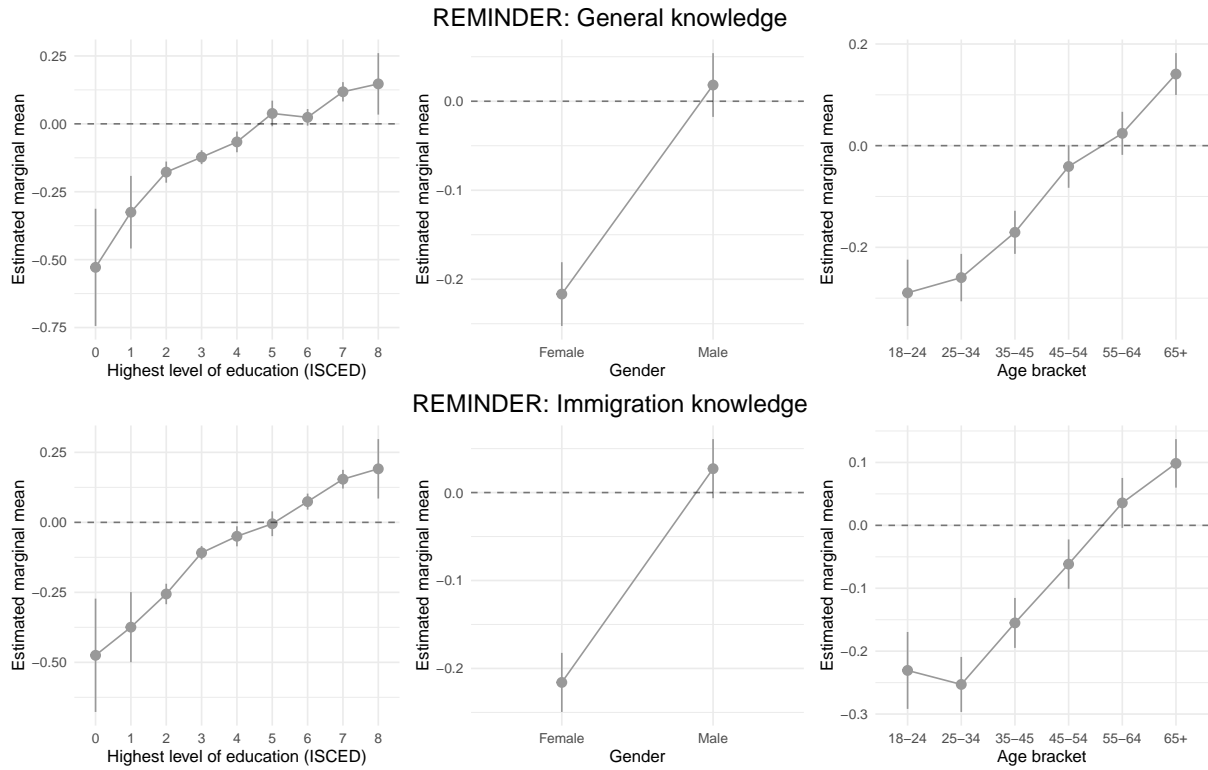 REMINDER: General knowledge
Estimated marginal mean
0.25
0.00
−0.25
−0.50
−0.75
0 1 2 3 4 5 6 7 8
Highest level of education (ISCED)
Estimated marginal mean
0.0
−0.1
−0.2
Female Male
Gender
Estimated marginal mean
0.2
0.0
−0.2
18−24 25−34 35−45 45−54 55−64 65+
Age bracket
REMINDER: Immigration knowledge
Estimated marginal mean
0.25
0.00
−0.25
−0.50
0 1 2 3 4 5 6 7 8
Highest level of education (ISCED)
Estimated marginal mean
0.0
−0.1
−0.2
Female Male
Gender
Estimated marginal mean
0.1
0.0
−0.1
−0.2
−0.3
18−24 25−34 35−45 45−54 55−64 65+
Age bracket